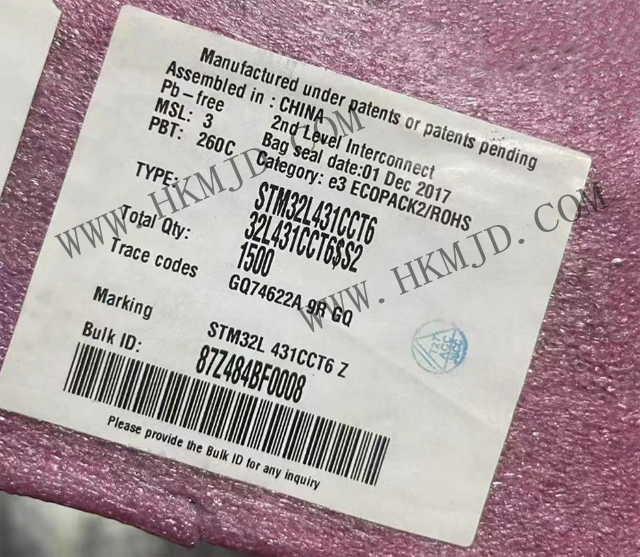 Manufactured under patents or patents pending
Assembled in : CHINA
Pb-free 2nd Level Interconnect
MSL: 3 Bag Seal date:01 Dec 2017
PBT: 260C Category: e3 ECOPACK2/ROHS
TYPE: STM32L431CCT6
32L431CCT6$S2
Total Qty: 1500
Trace codes GQ74622A 9R GQ
Marking STM32L 431CCT6 Z
Bulk ID: 87Z484BF0008
Please provide the Bulk ID for any inquiry
WWW.HKMJD.COM
WWW.HKMJD.COM